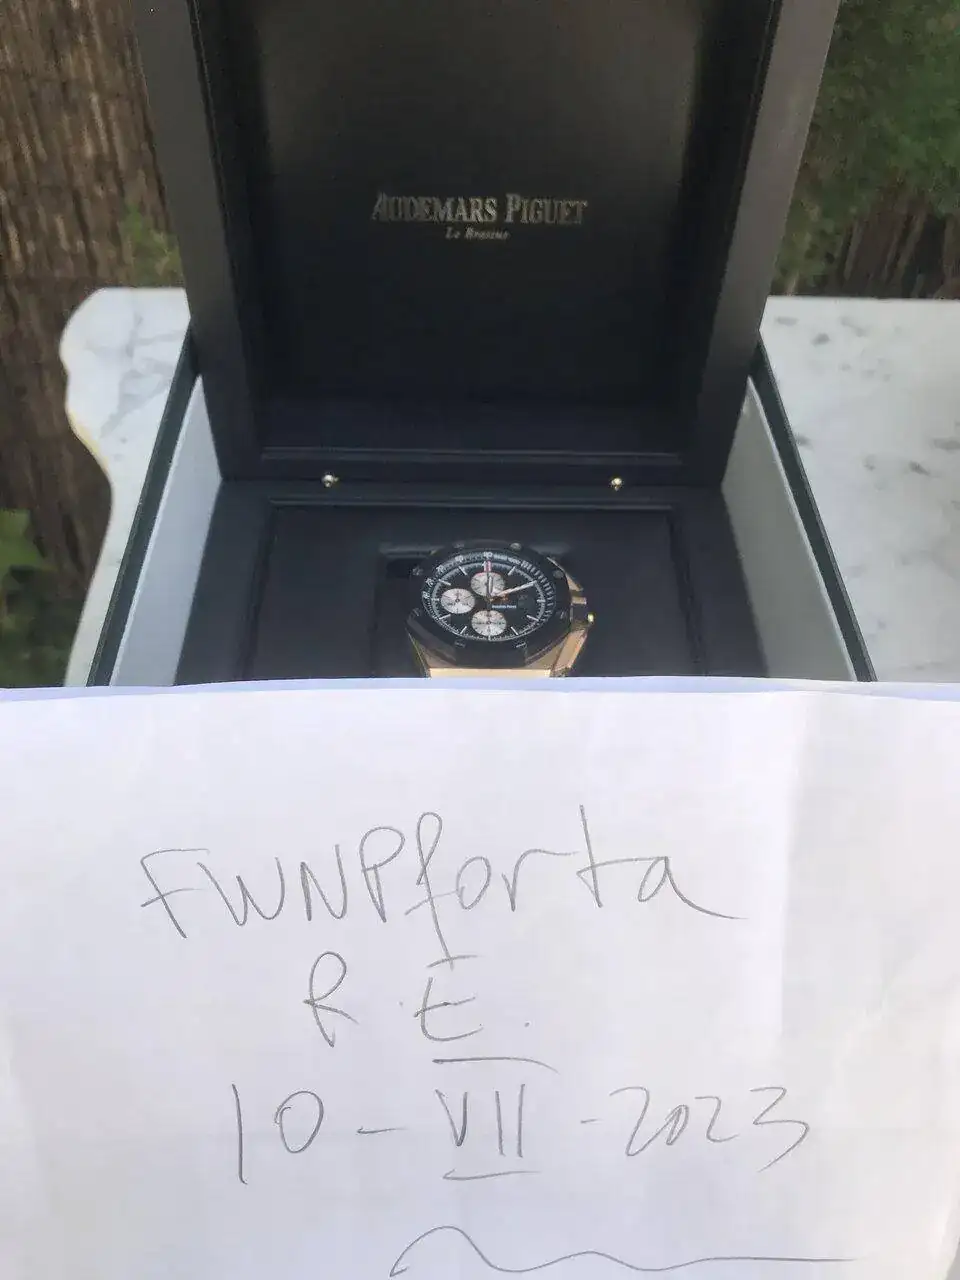 AUDEMARS PIGUET
Le Brassus
FWNPforta
R.E.
10-VII-2023